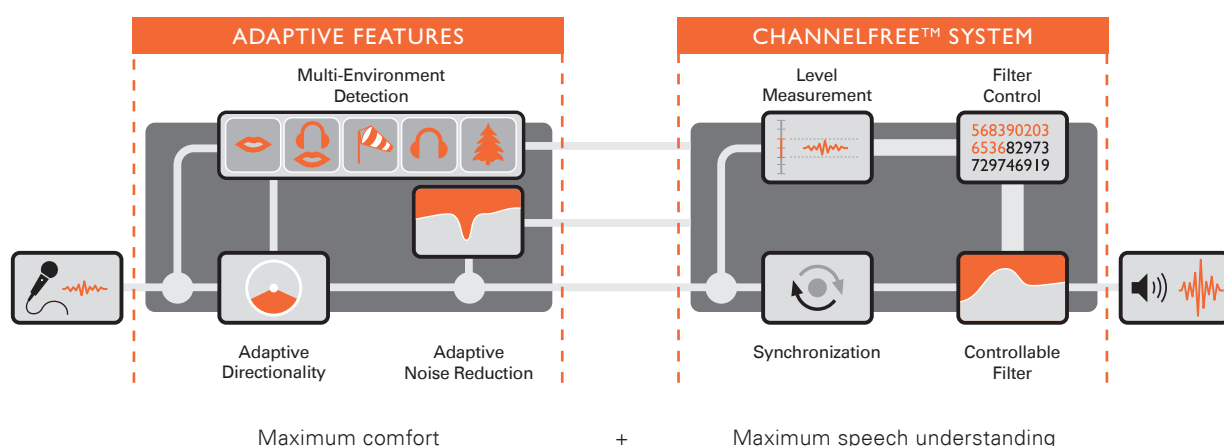 ADAPTIVE FEATURES
CHANNELFREE™ SYSTEM
Multi-Environment
Detection
Level
Measurement
Filter
Control
568390203
653682973
729746919
Adaptive
Directionality
Adaptive
Noise Reduction
Synchronization
Controllable
Filter
Maximum comfort
+
Maximum speech understanding